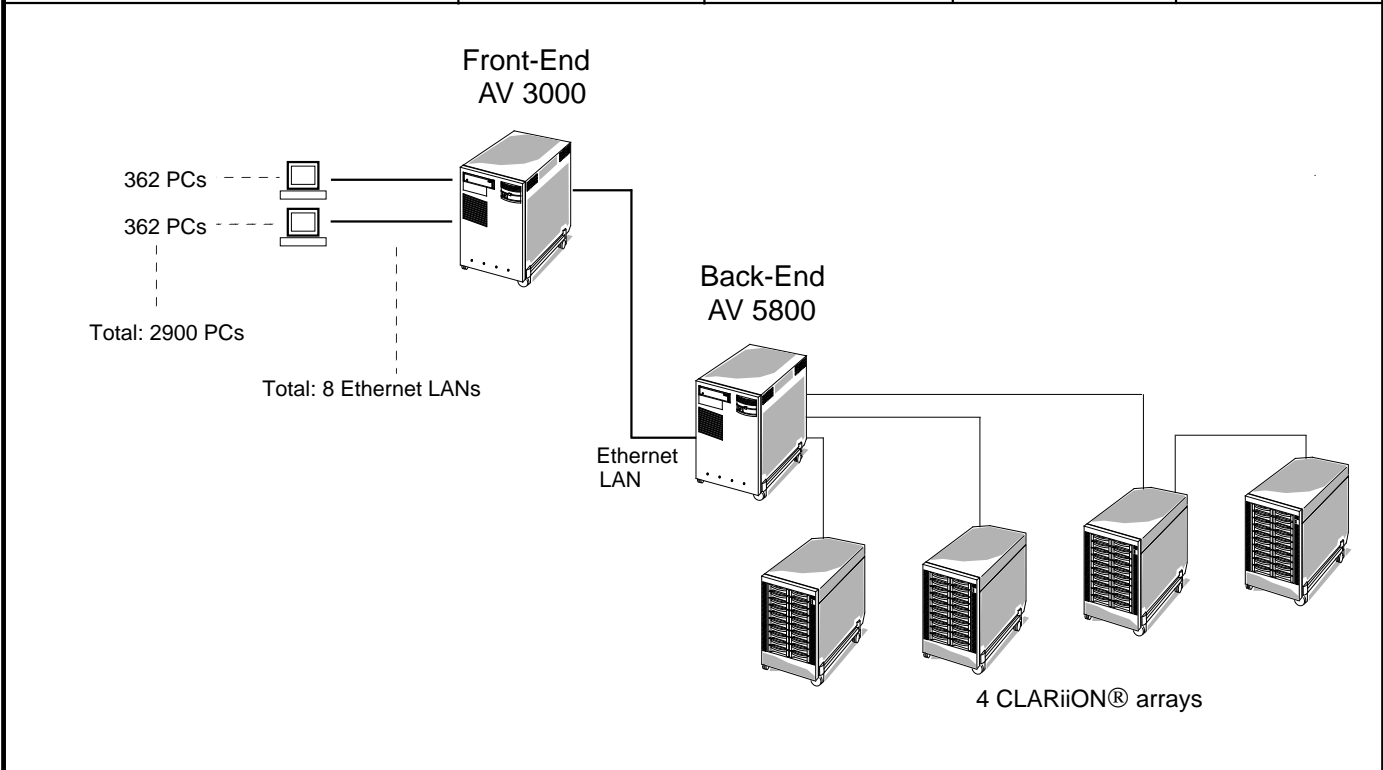 Front-End
AV 3000
362 PCs
362 PCs
Total: 2900 PCs
Total: 8 Ethernet LANs
Back-End
AV 5800
Ethernet
LAN
4 CLARiiON® arrays